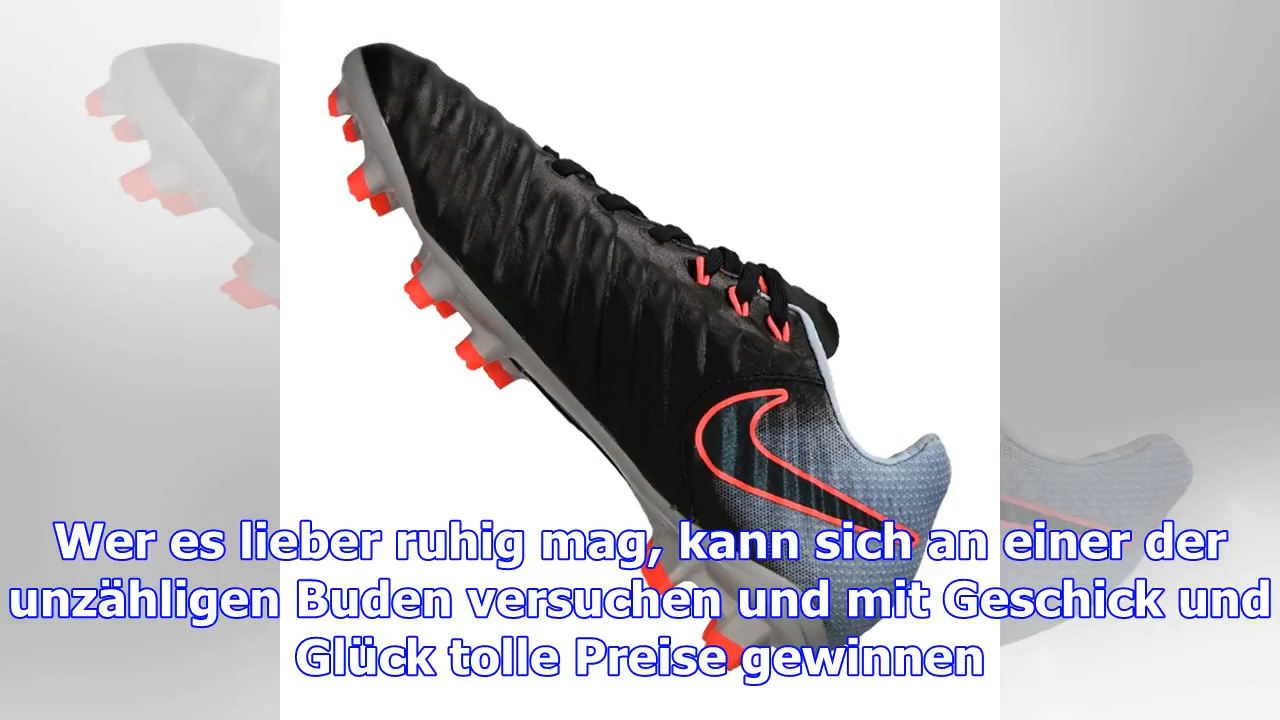 Wer es lieber ruhig mag, kann sich an einer der
unzähligen Buden versuchen und mit Geschick und
Glück tolle Preise gewinnen